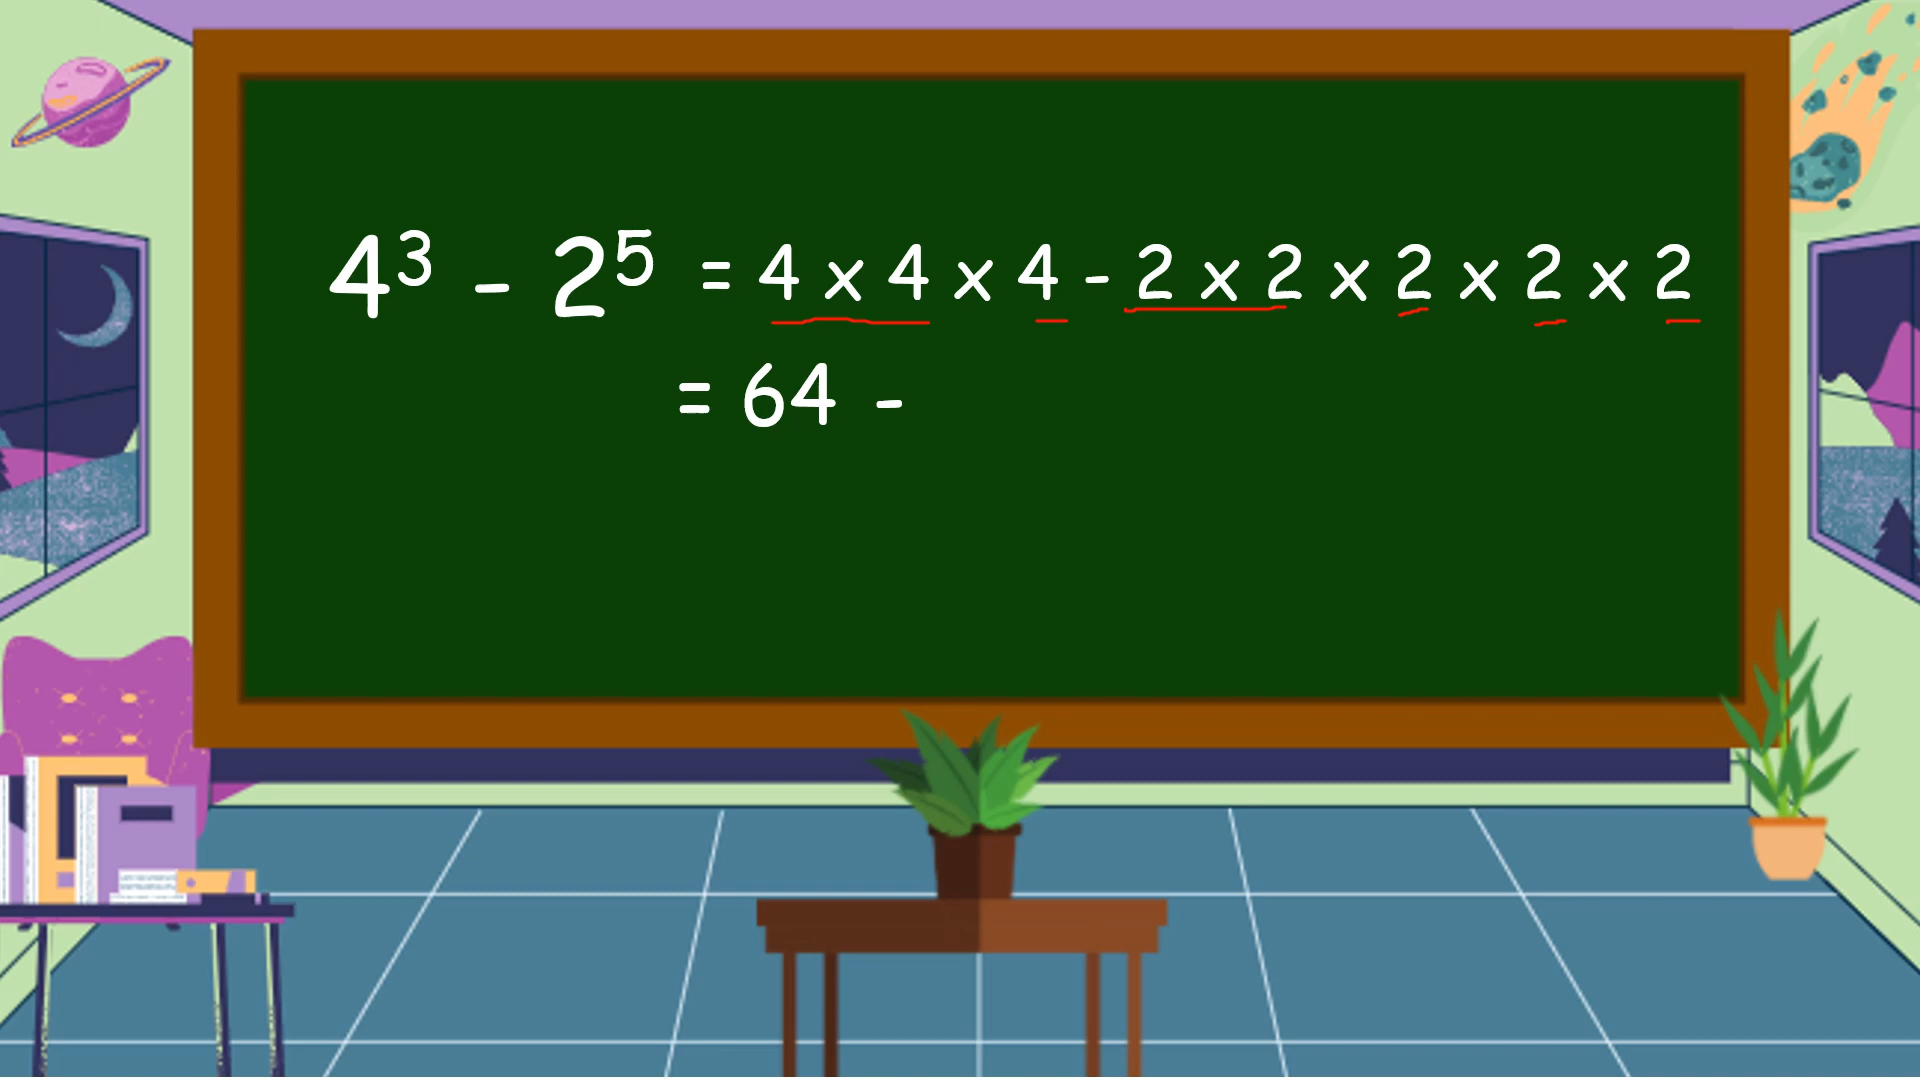 4³ - 2⁵ = 4 x 4 x 4 - 2 x 2 x 2 x 2 x 2
= 64 -